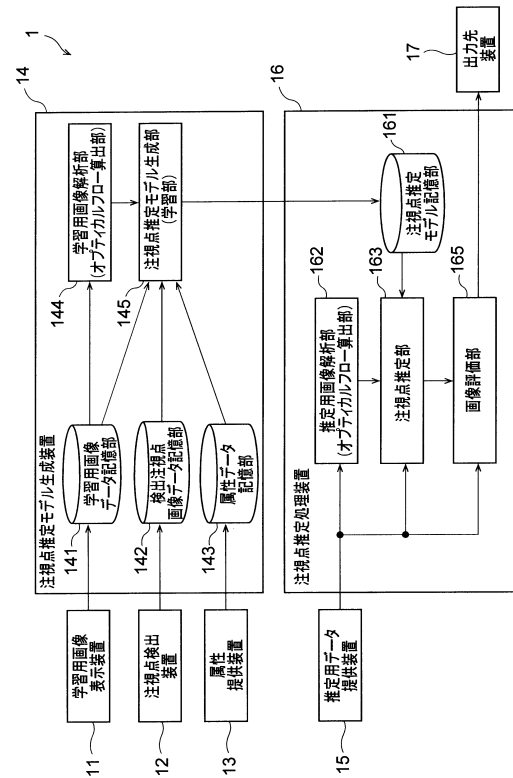 1
11
学習用画像
表示装置
12
注視点検出
装置
13
属性
提供装置
14
注視点推定モデル生成装置
141
学習用画像
データ記憶部
142
検出注視点
画像データ記憶部
143
属性データ
記憶部
144
学習用画像解析部
(オプティカルフロー算出部)
145
注視点推定モデル生成部
(学習部)
15
推定用データ
提供装置
16
注視点推定処理装置
162
推定用画像解析部
(オプティカルフロー算出部)
163
注視点推定部
161
注視点推定
モデル記憶部
165
画像評価部
17
出力先
装置